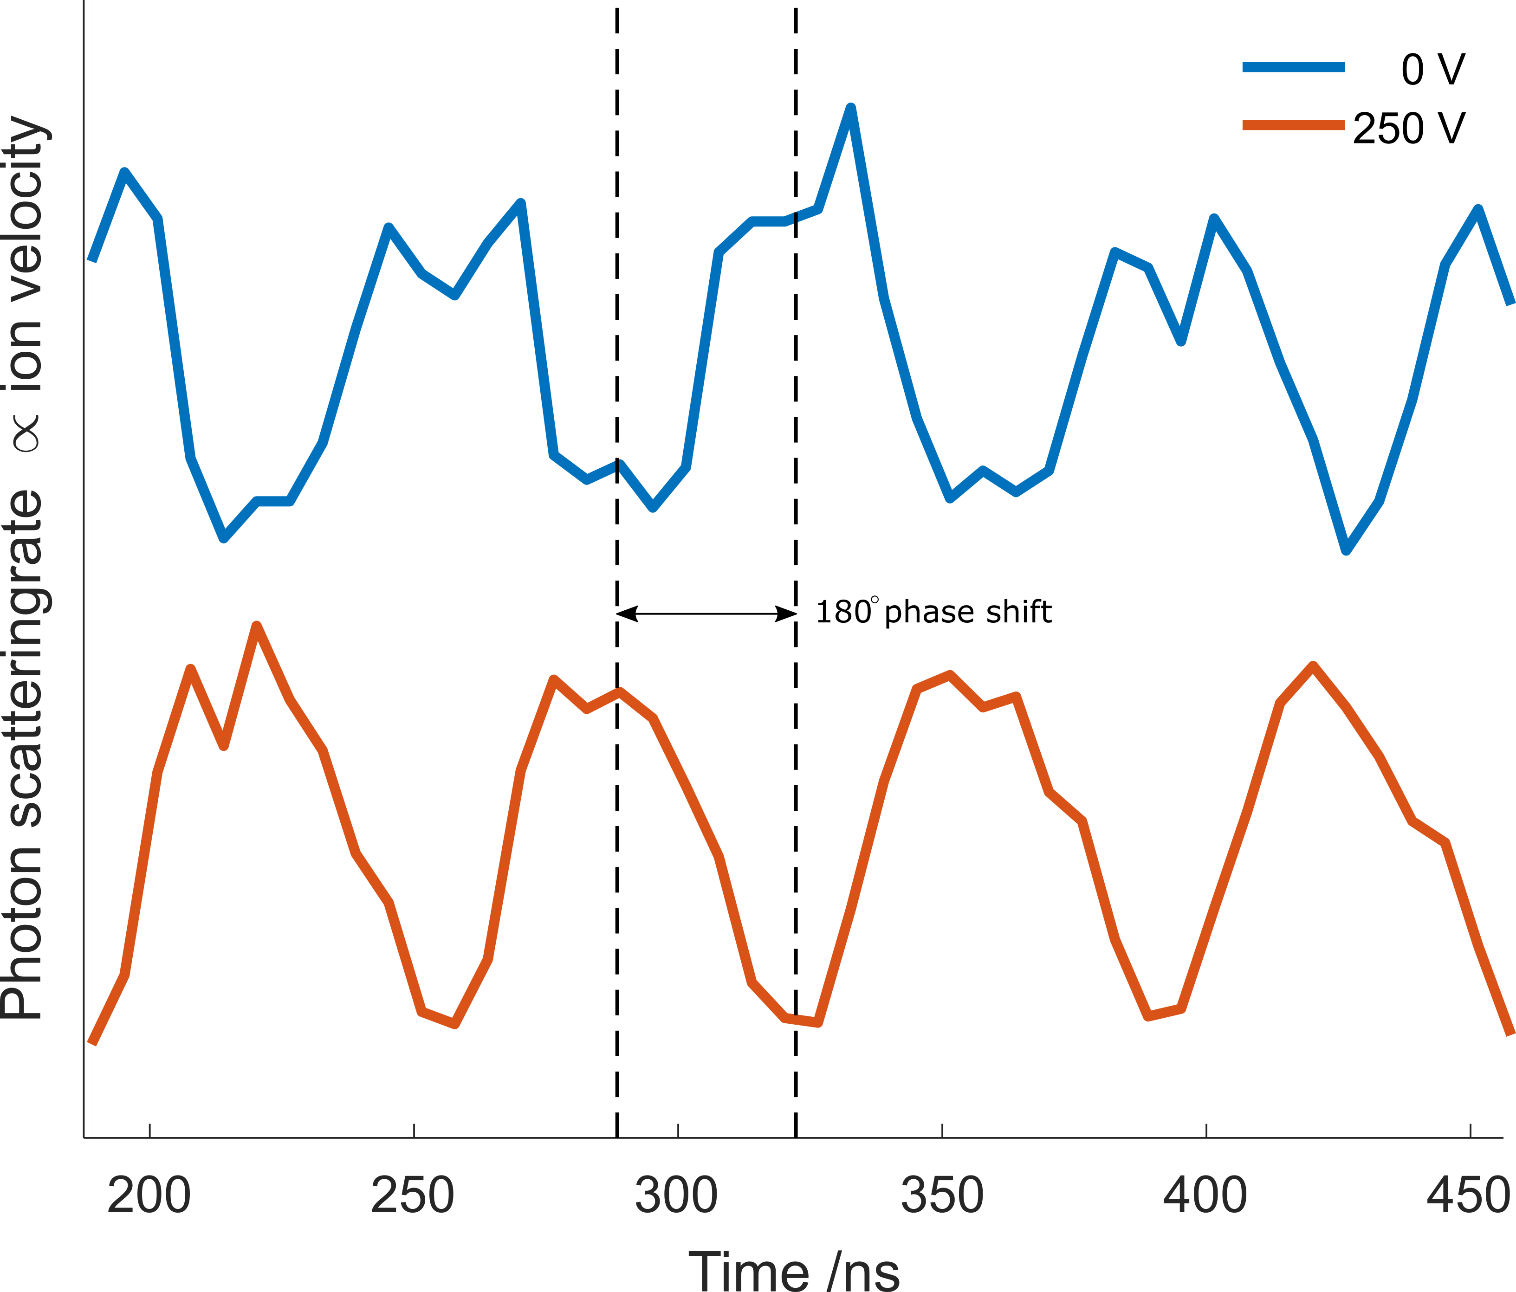 Photon scatteringrate ∝ ion velocity
0 V
250 V
180° phase shift
200 250 300 350 400 450
Time /ns